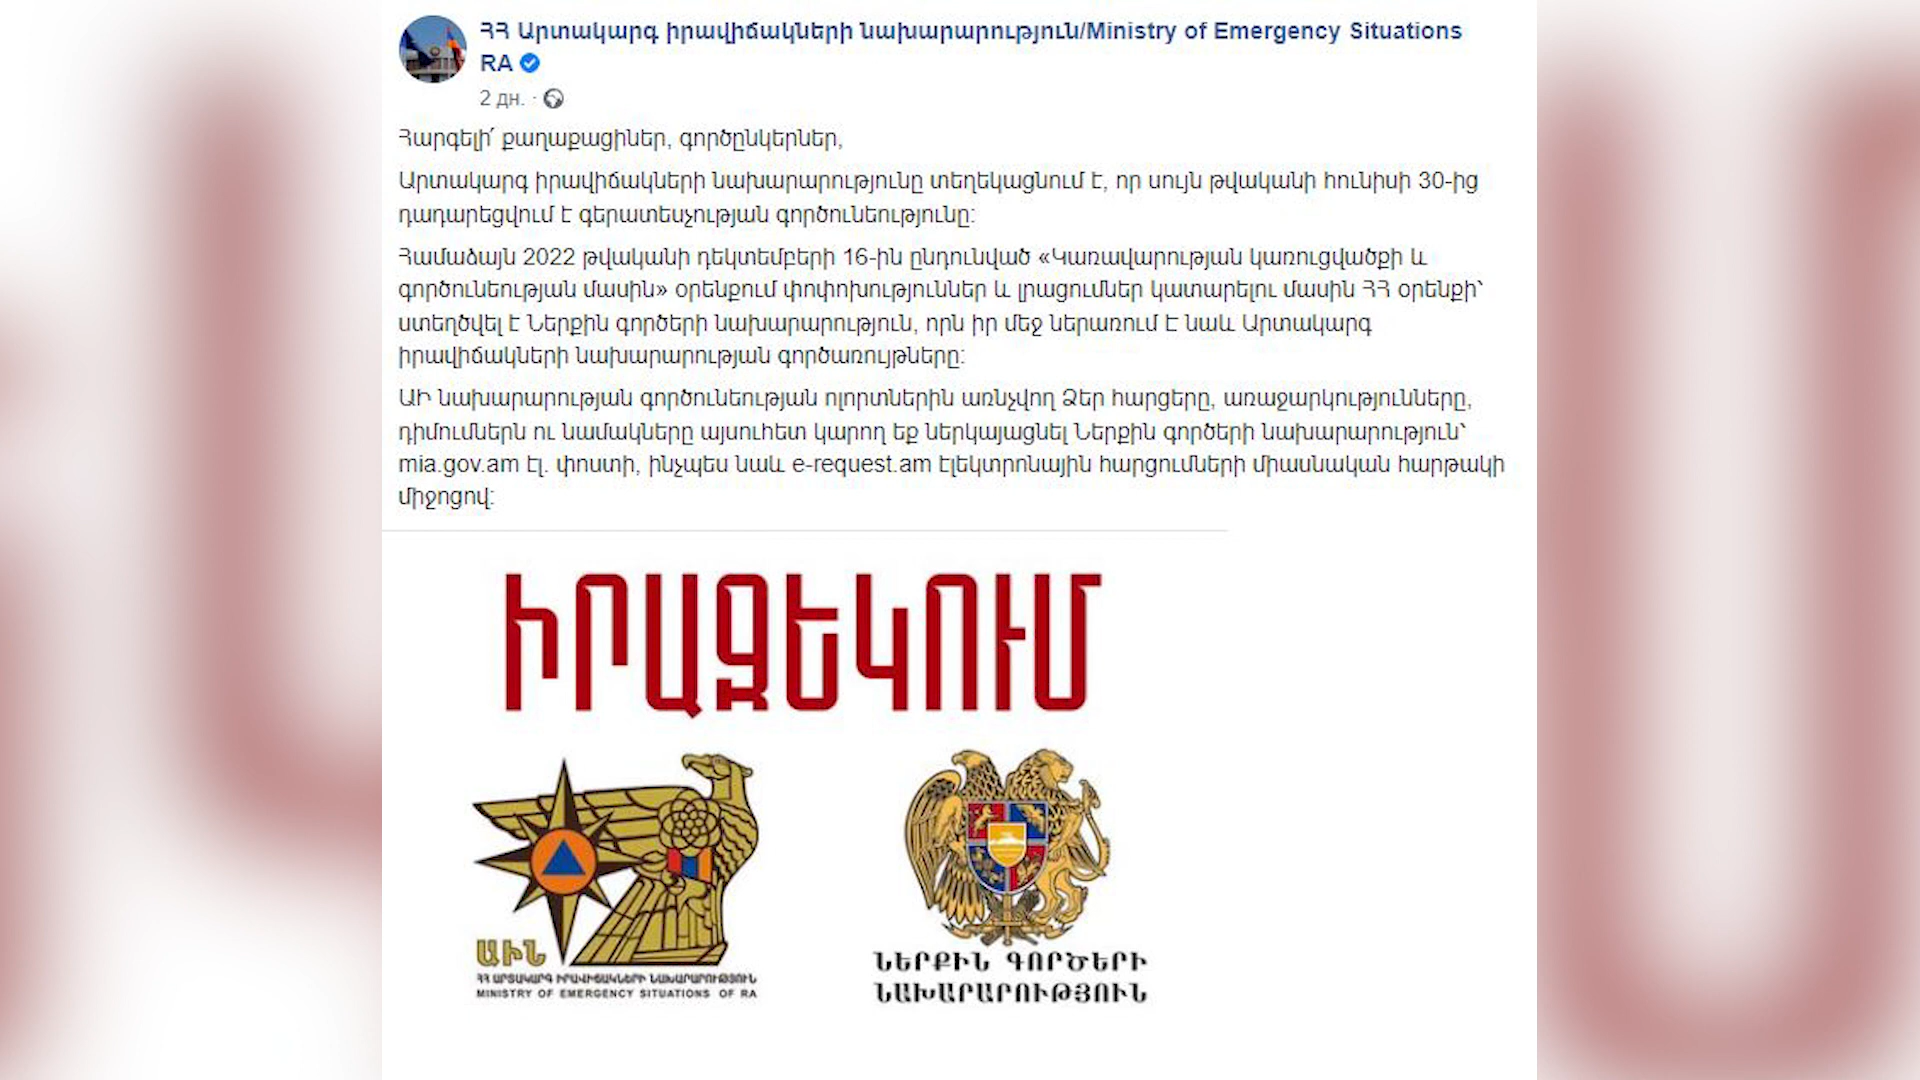 ՀՀ Արտակարգ իրավիճակների նախարարություն/Ministry of Emergency Situations
RA
2 дн. ·
Հարգելի՛ քաղաքացիներ, գործընկերներ,
Արտակարգ իրավիճակների նախարարությունը տեղեկացնում է, որ սույն թվականի հունիսի 30-ից
դադարեցվում է գերատեսչության գործունեությունը:
Համաձայն 2022 թվականի դեկտեմբերի 16-ին ընդունված «Կառավարության կառուցվածքի և
գործունեության մասին» օրենքում փոփոխություններ և լրացումներ կատարելու մասին ՀՀ օրենքի՝
ստեղծվել է Ներքին գործերի նախարարություն, որն իր մեջ ներառում Է նաև Արտակարգ
իրավիճակների նախարարության գործառույթները:
ԱԻ նախարարության գործունեության ոլորտներին առնչվող Ձեր հարցերը, առաջարկությունները,
դիմումներն ու նամակները այսուհետ կարող եք ներկայացնել Ներքին գործերի նախարարություն՝
mia.gov.am էլ. փոստի, ինչպես նաև e-request.am էլեկտրոնային հարցումների միասնական հարթակի
միջոցով:
ԻՐԱԶԵԿՈՒՄ
ԱԻՆ
ՀՀ ԱՐՏԱԿԱՐԳ ԻՐԱՎԻՃԱԿՆԵՐԻ ՆԱԽԱՐԱՐՈՒԹՅՈՒՆ
MINISTRY OF EMERGENCY SITUATIONS OF RA
ՆԵՐՔԻՆ ԳՈՐԾԵՐԻ
ՆԱԽԱՐԱՐՈՒԹՅՈՒՆ